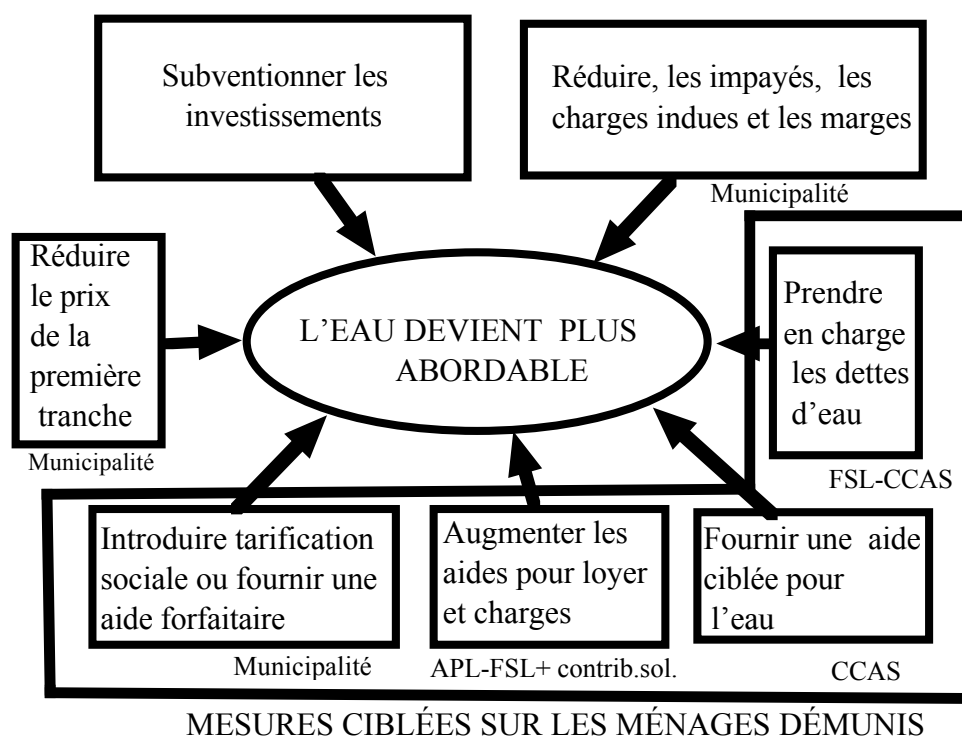 Subventionner les
investissements
Réduire, les impayés, les
charges indues et les marges
Municipalité
Réduire
le prix
de la
première
tranche
Municipalité
L'EAU DEVIENT PLUS
ABORDABLE
Prendre
en charge
les dettes
d'eau
FSL-CCAS
Introduire tarification
sociale ou fournir une
aide forfaitaire
Municipalité
Augmenter les
aides pour loyer
et charges
APL-FSL+ contrib.sol.
Fournir une aide
ciblée pour
l'eau
CCAS
MESURES CIBLÉES SUR LES MÉNAGES DÉMUNIS